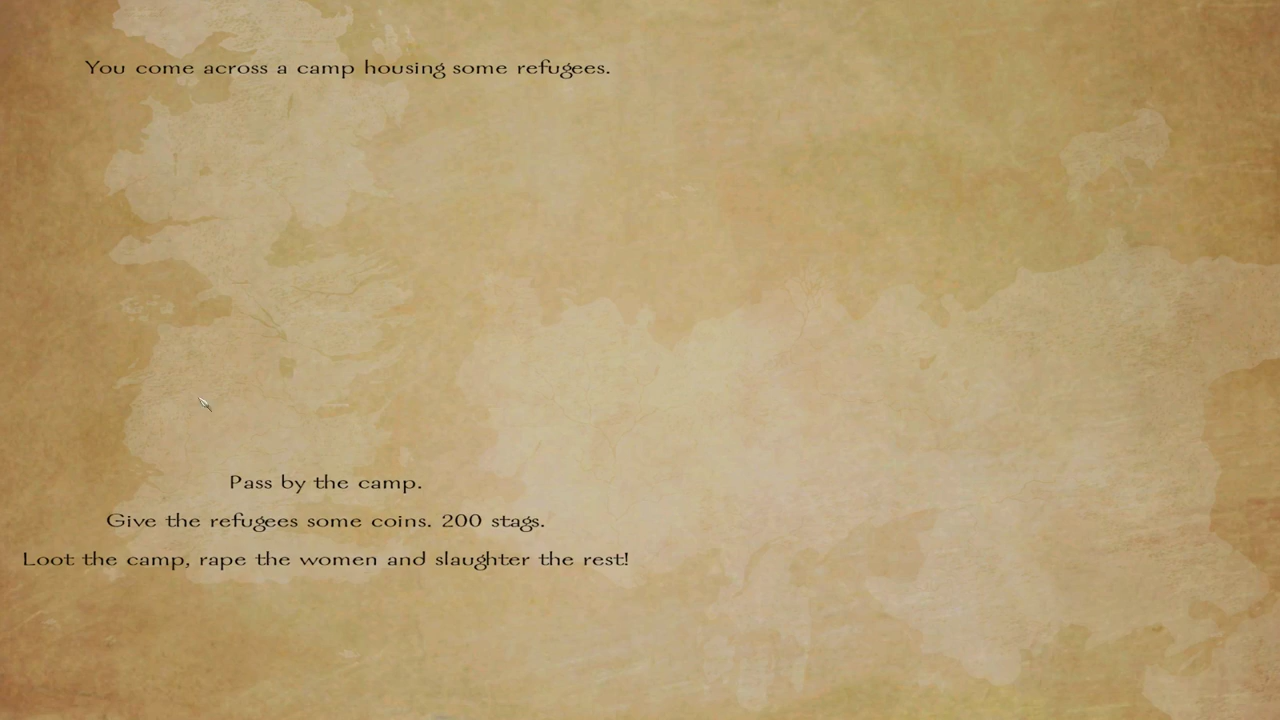 You come across a camp housing some refugees.
Pass by the camp.
Give the refugees some coins. 200 stags.
Loot the camp, rape the women and slaughter the rest!